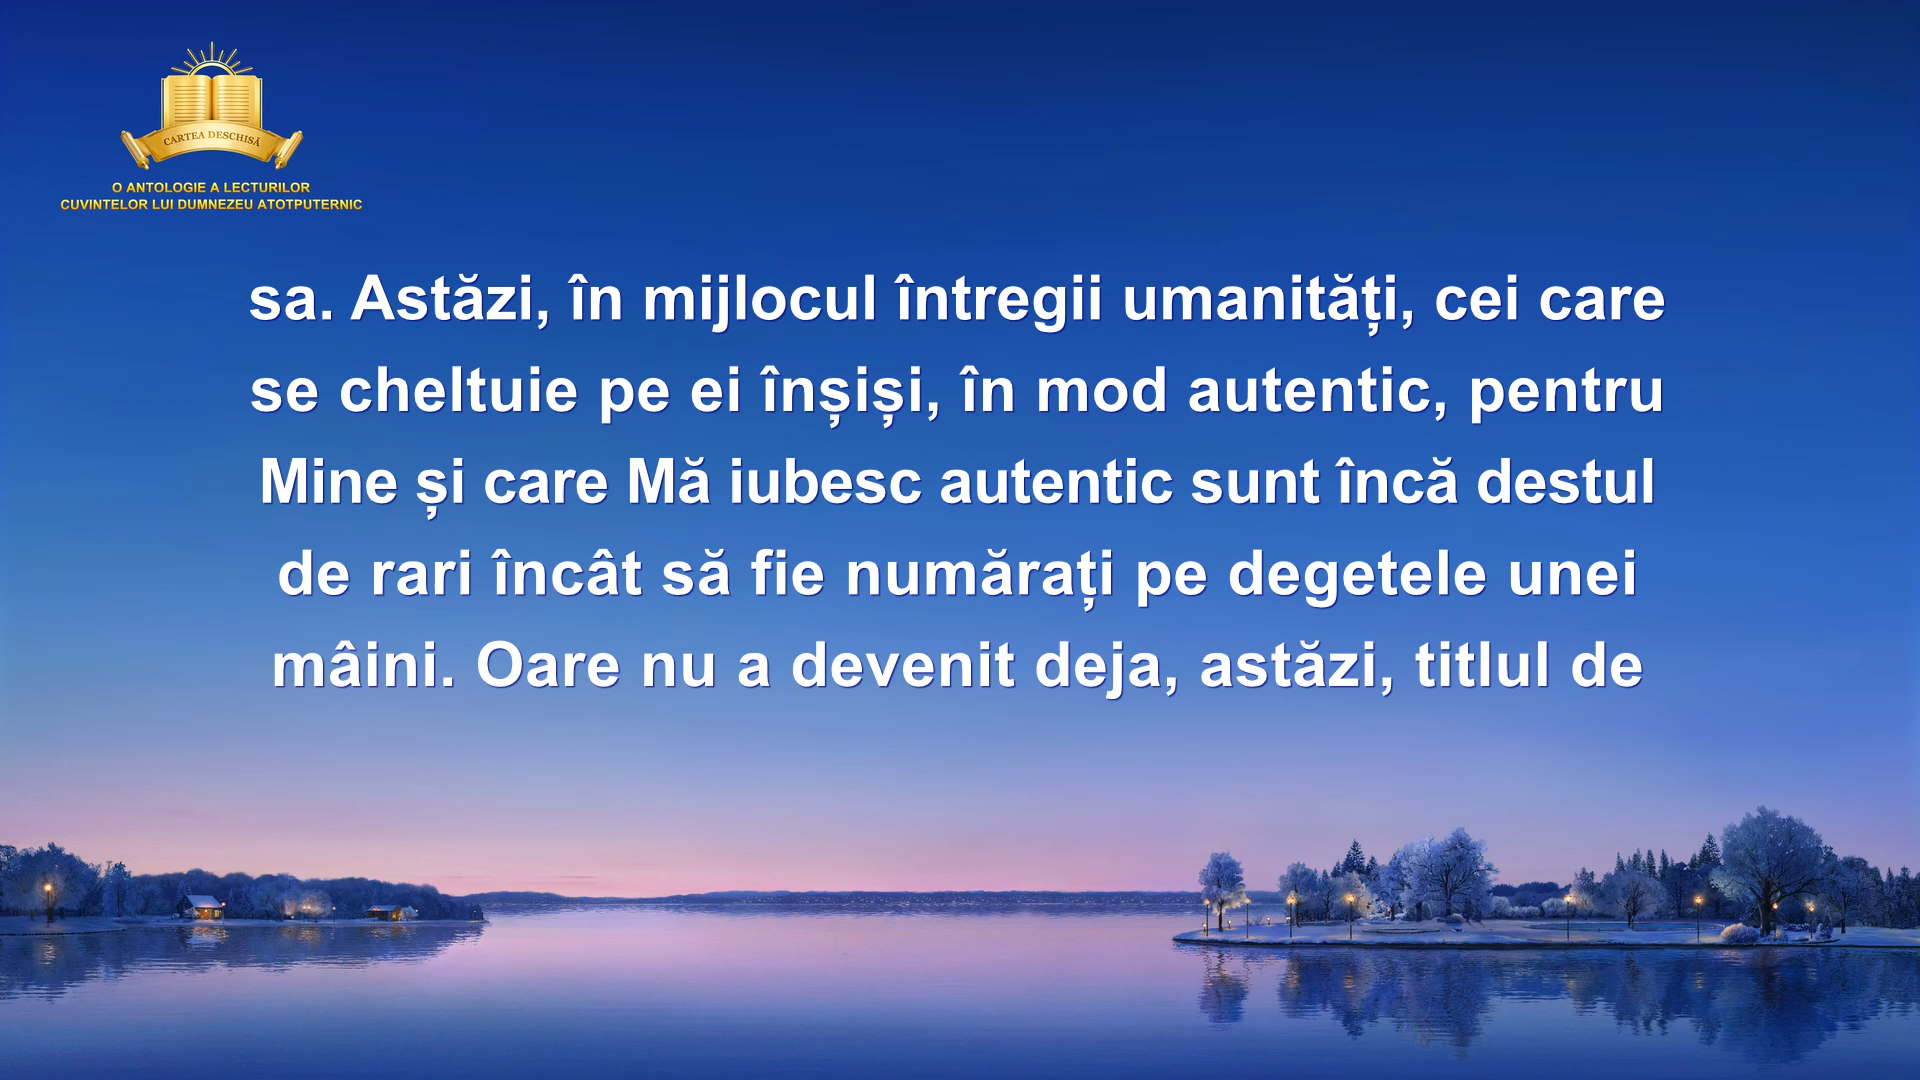 CARTEA DESCHISĂ
O ANTOLOGIE A LECTURILOR
CUVINTELOR LUI DUMNEZEU ATOTPUTERNIC
sa. Astăzi, în mijlocul întregii umanități, cei care
se cheltuie pe ei înșiși, în mod autentic, pentru
Mine și care Mă iubesc autentic sunt încă destul
de rari încât să fie numărați pe degetele unei
mâini. Oare nu a devenit deja, astăzi, titlul de